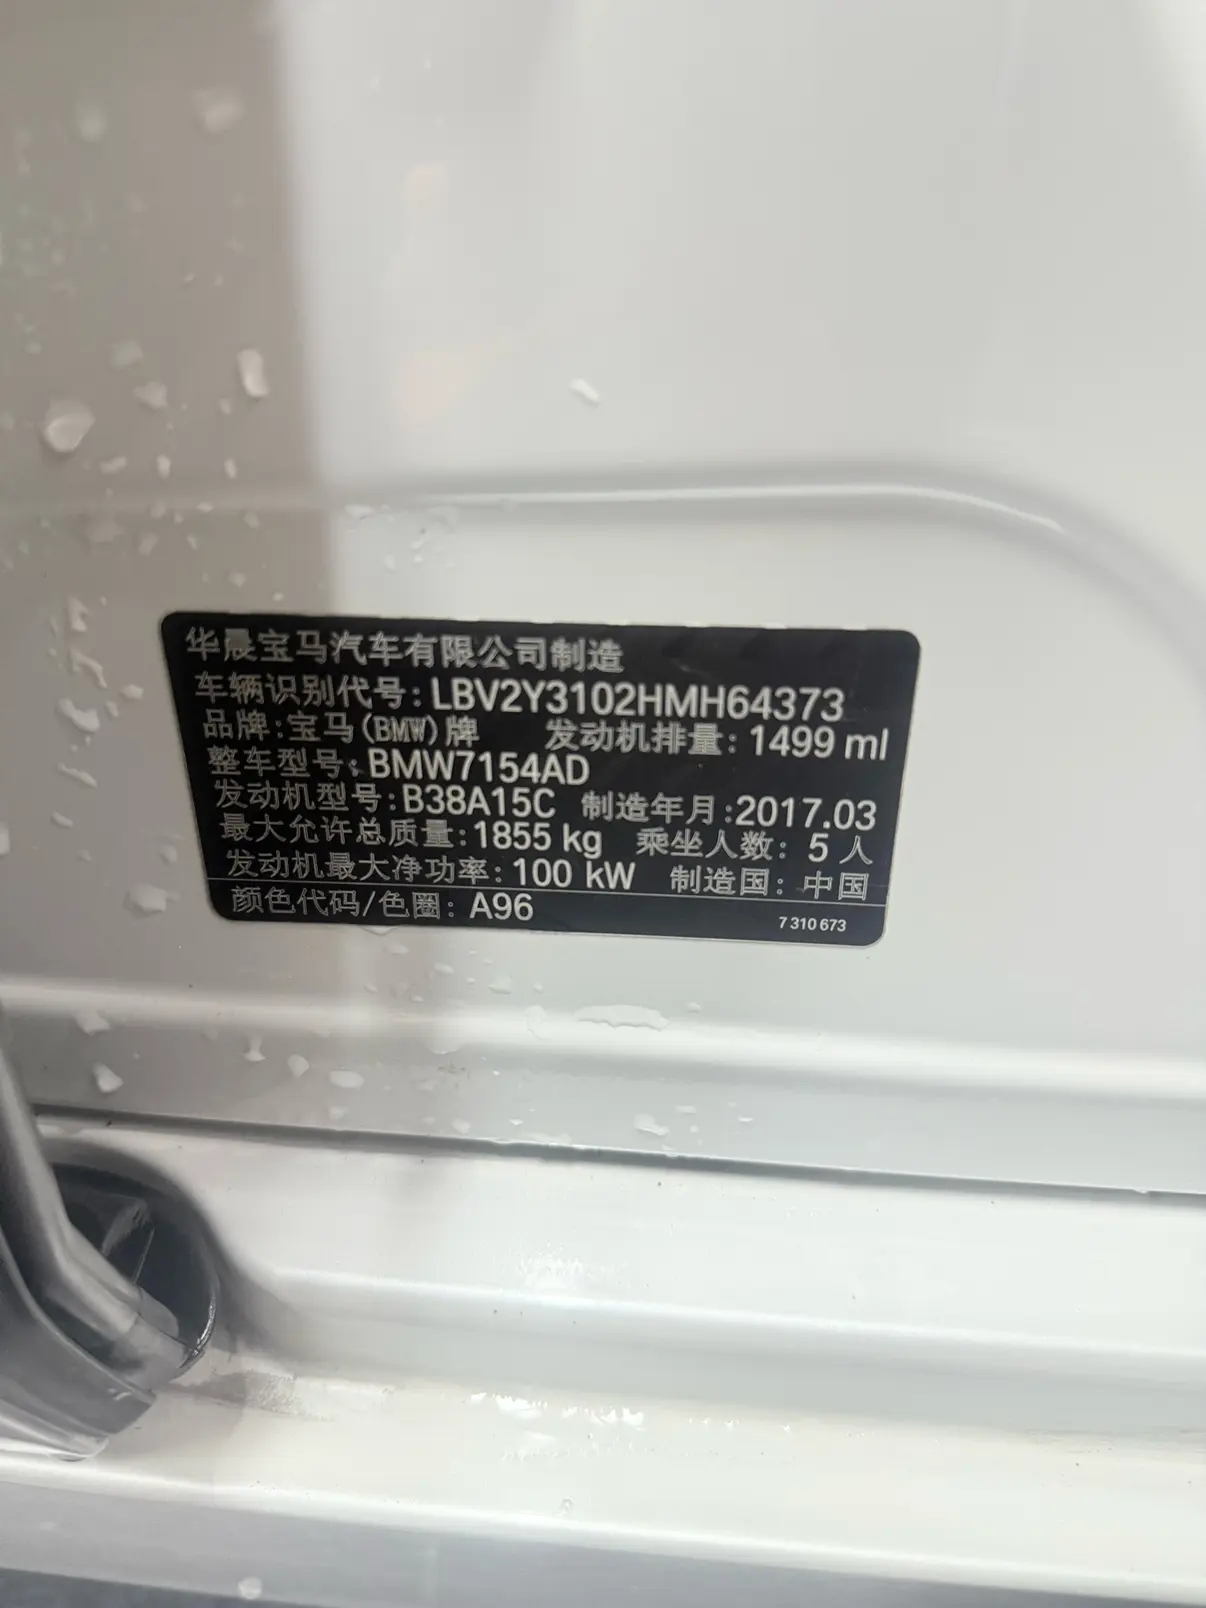 华晨宝马汽车有限公司制造
车辆识别代号:LBV2Y3102HMH64373
品牌:宝马(BMW)牌 发动机排量:1499 ml
整车型号:BMW7154AD
发动机型号:B38A15C 制造年月:2017.03
最大允许总质量:1855 kg 乘坐人数:5 人
发动机最大净功率:100 kW 制造国:中国
颜色代码/色圈:A96 7 310 673